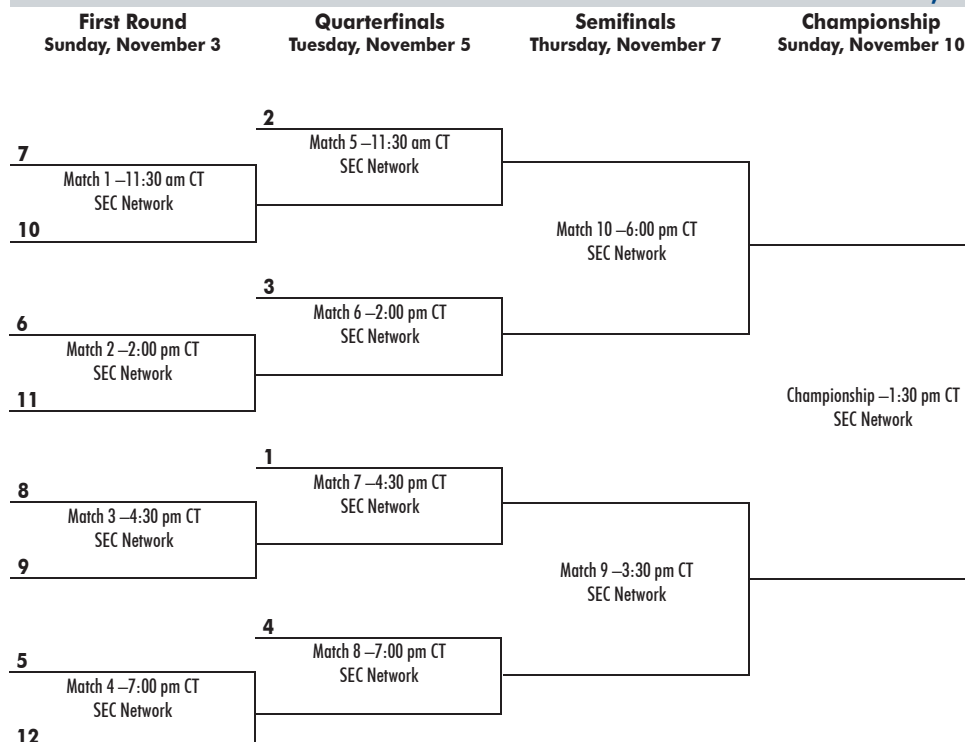 First Round
Sunday, November 3
Quarterfinals
Tuesday, November 5
Semifinals
Thursday, November 7
Championship
Sunday, November 10
7
Match 1 –11:30 am CT
SEC Network
10
6
Match 2 –2:00 pm CT
SEC Network
11
8
Match 3 –4:30 pm CT
SEC Network
9
5
Match 4 –7:00 pm CT
SEC Network
12
2
Match 5 –11:30 am CT
SEC Network
3
Match 6 –2:00 pm CT
SEC Network
1
Match 7 –4:30 pm CT
SEC Network
4
Match 8 –7:00 pm CT
SEC Network
Match 10 –6:00 pm CT
SEC Network
Match 9 –3:30 pm CT
SEC Network
Championship –1:30 pm CT
SEC Network